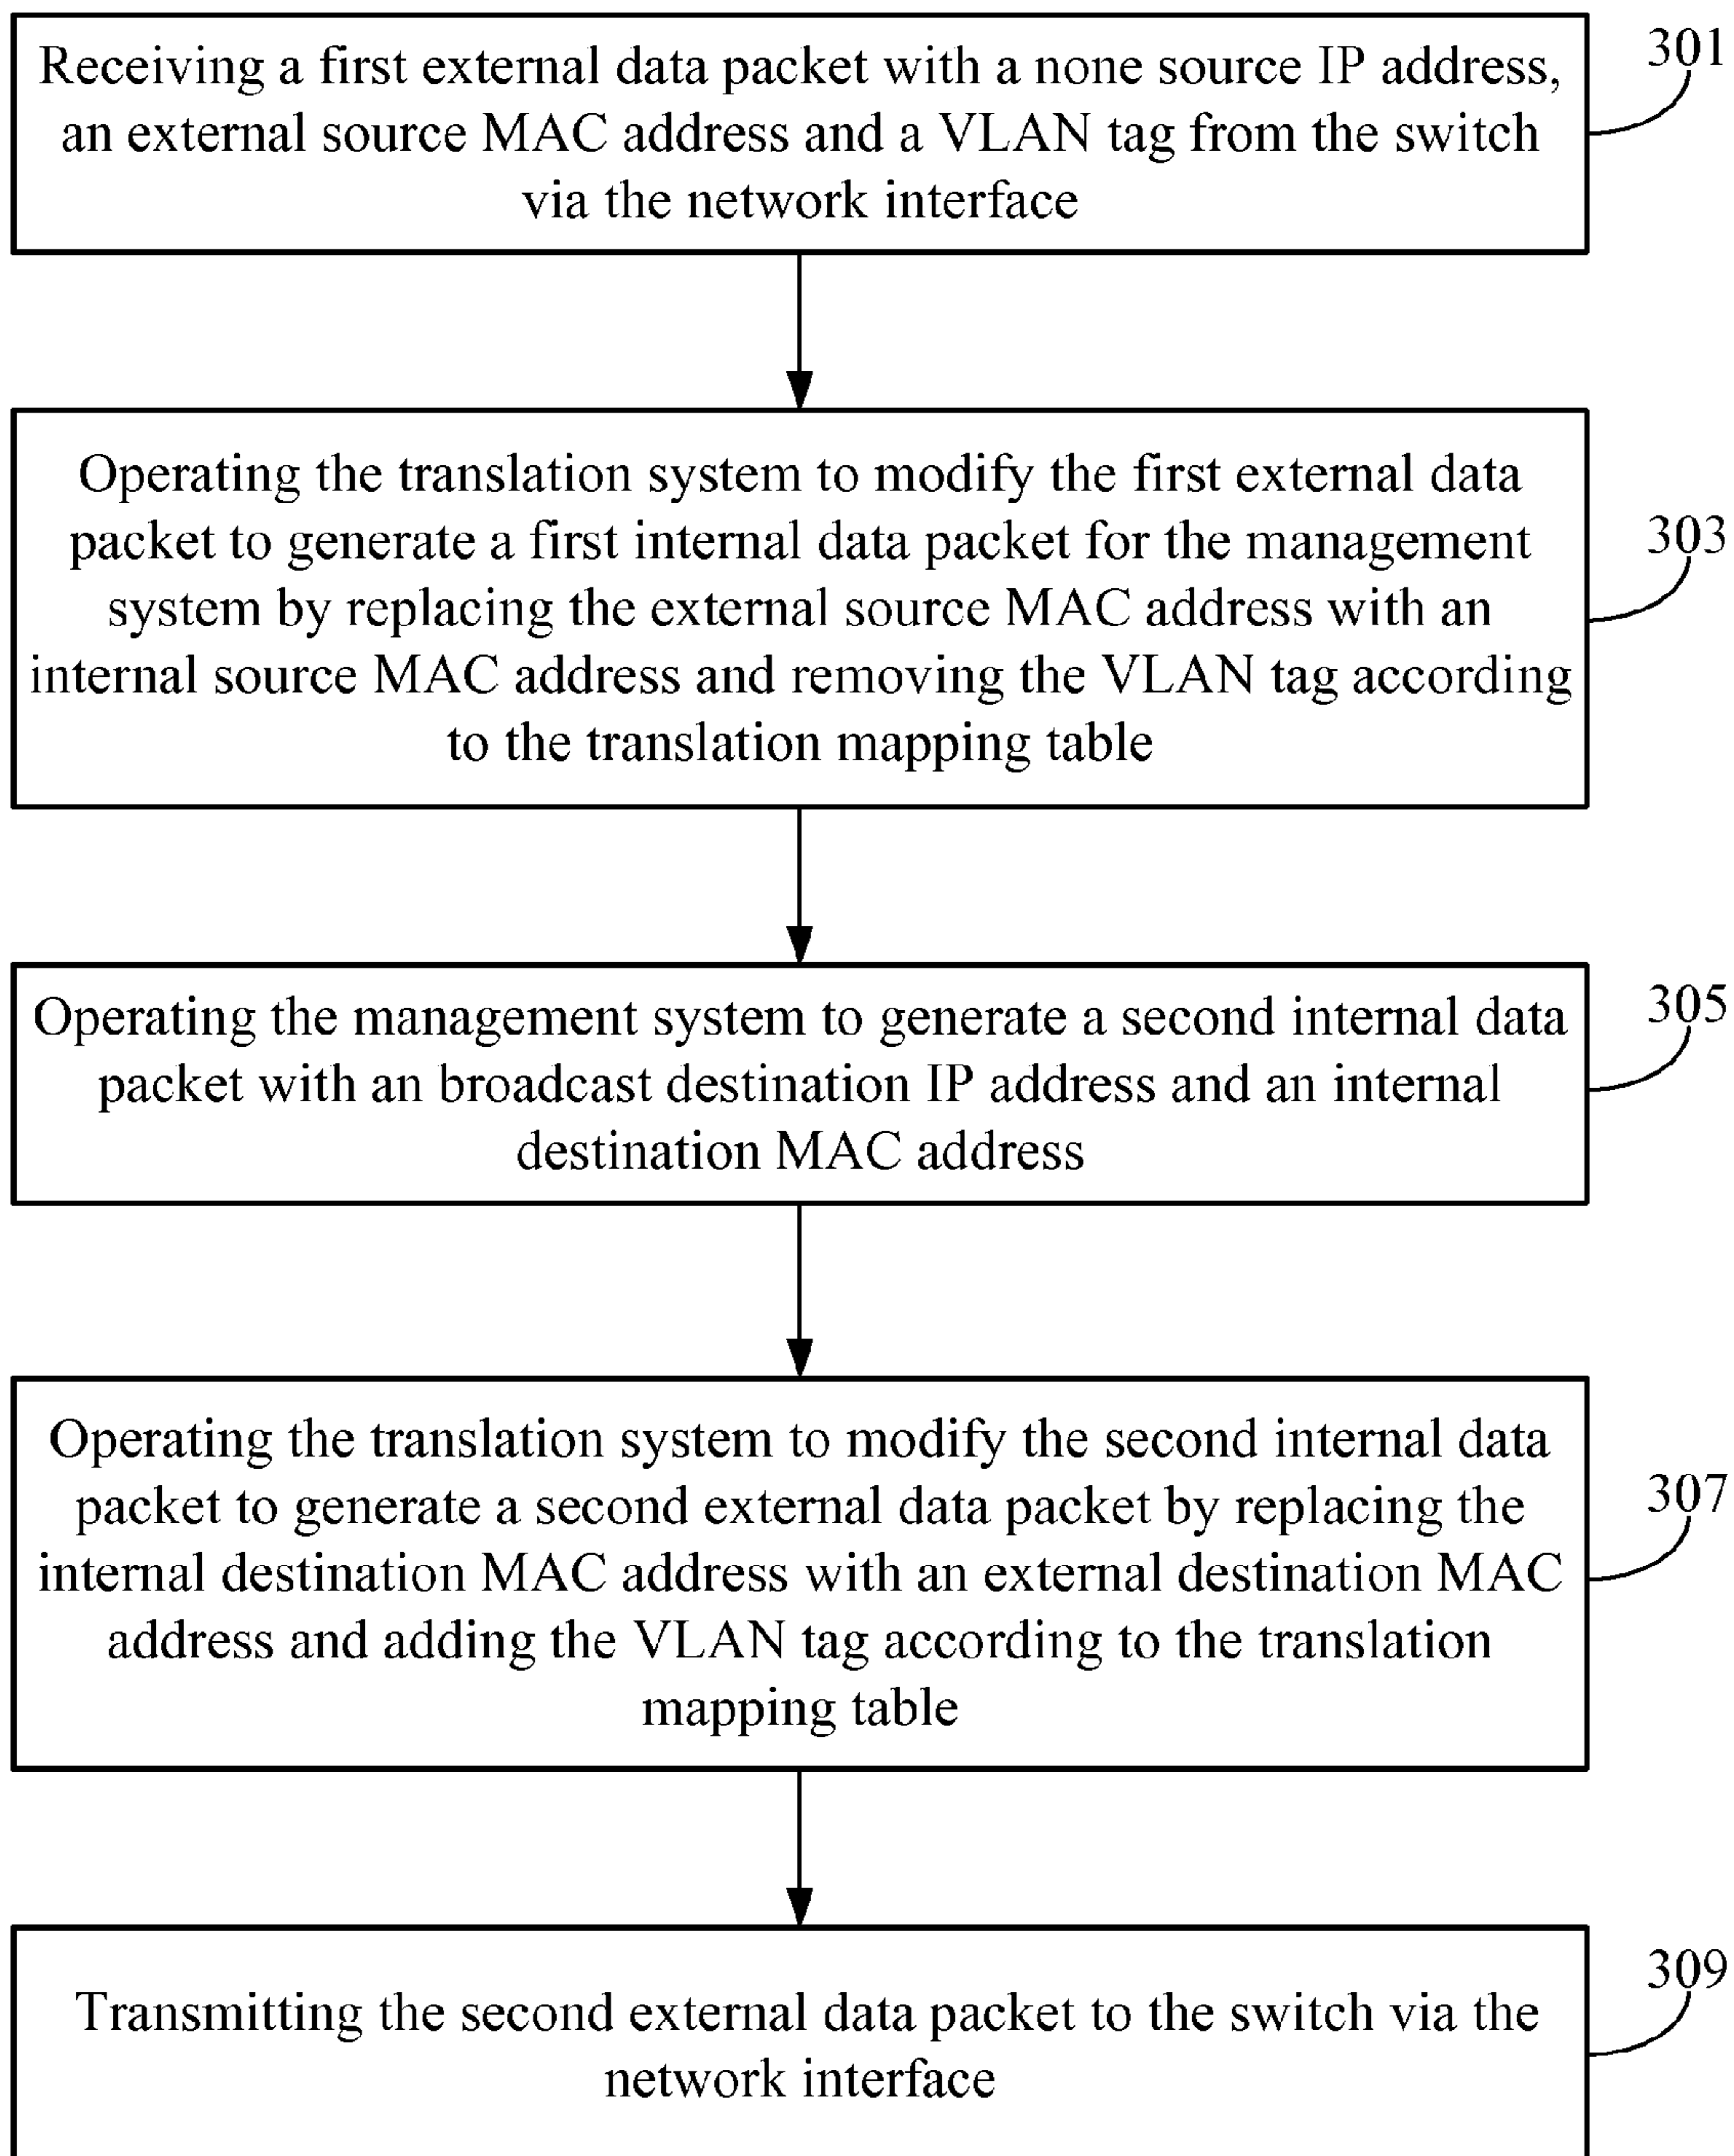 Receiving a first external data packet with a none source IP address,
an external source MAC address and a VLAN tag from the switch
via the network interface
301
Operating the translation system to modify the first external data
packet to generate a first internal data packet for the management
system by replacing the external source MAC address with an
internal source MAC address and removing the VLAN tag according
to the translation mapping table
303
Operating the management system to generate a second internal data
packet with an broadcast destination IP address and an internal
destination MAC address
305
Operating the translation system to modify the second internal data
packet to generate a second external data packet by replacing the
internal destination MAC address with an external destination MAC
address and adding the VLAN tag according to the translation
mapping table
307
Transmitting the second external data packet to the switch via the
network interface
309